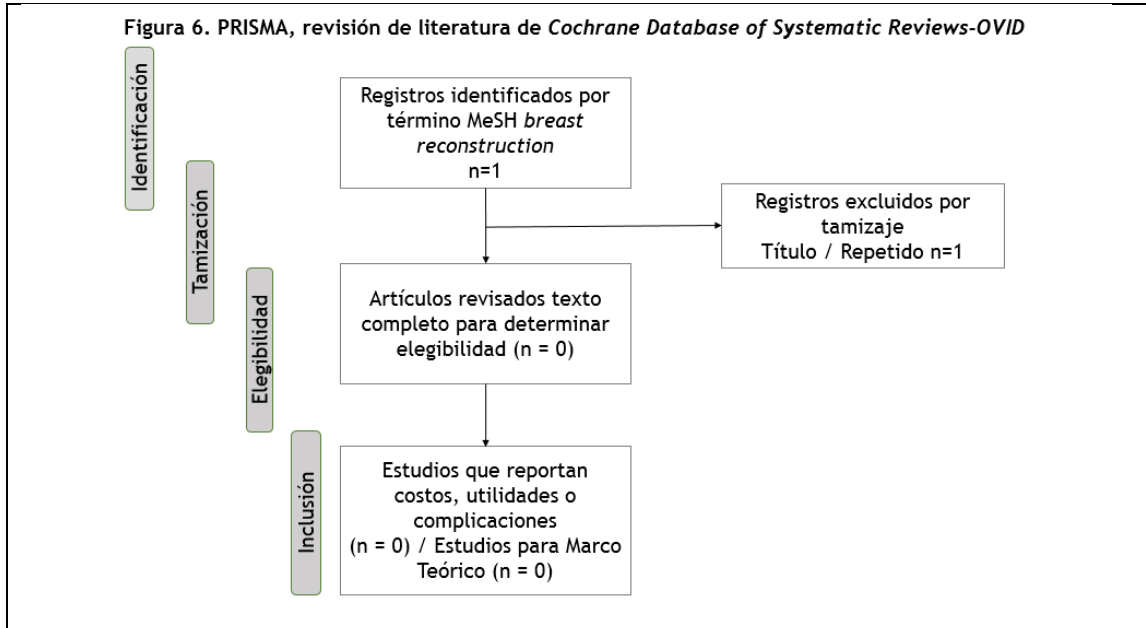 Figura 6. PRISMA, revisión de literatura de Cochrane Database of Systematic Reviews-OVID
Identificación
Registros identificados por
término MeSH breast
reconstruction
n=1
Tamización
Registros excluidos por
tamizaje
Título / Repetido n=1
Elegibilidad
Artículos revisados texto
completo para determinar
elegibilidad (n = 0)
Inclusión
Estudios que reportan
costos, utilidades o
complicaciones
(n = 0) / Estudios para Marco
Teórico (n = 0)